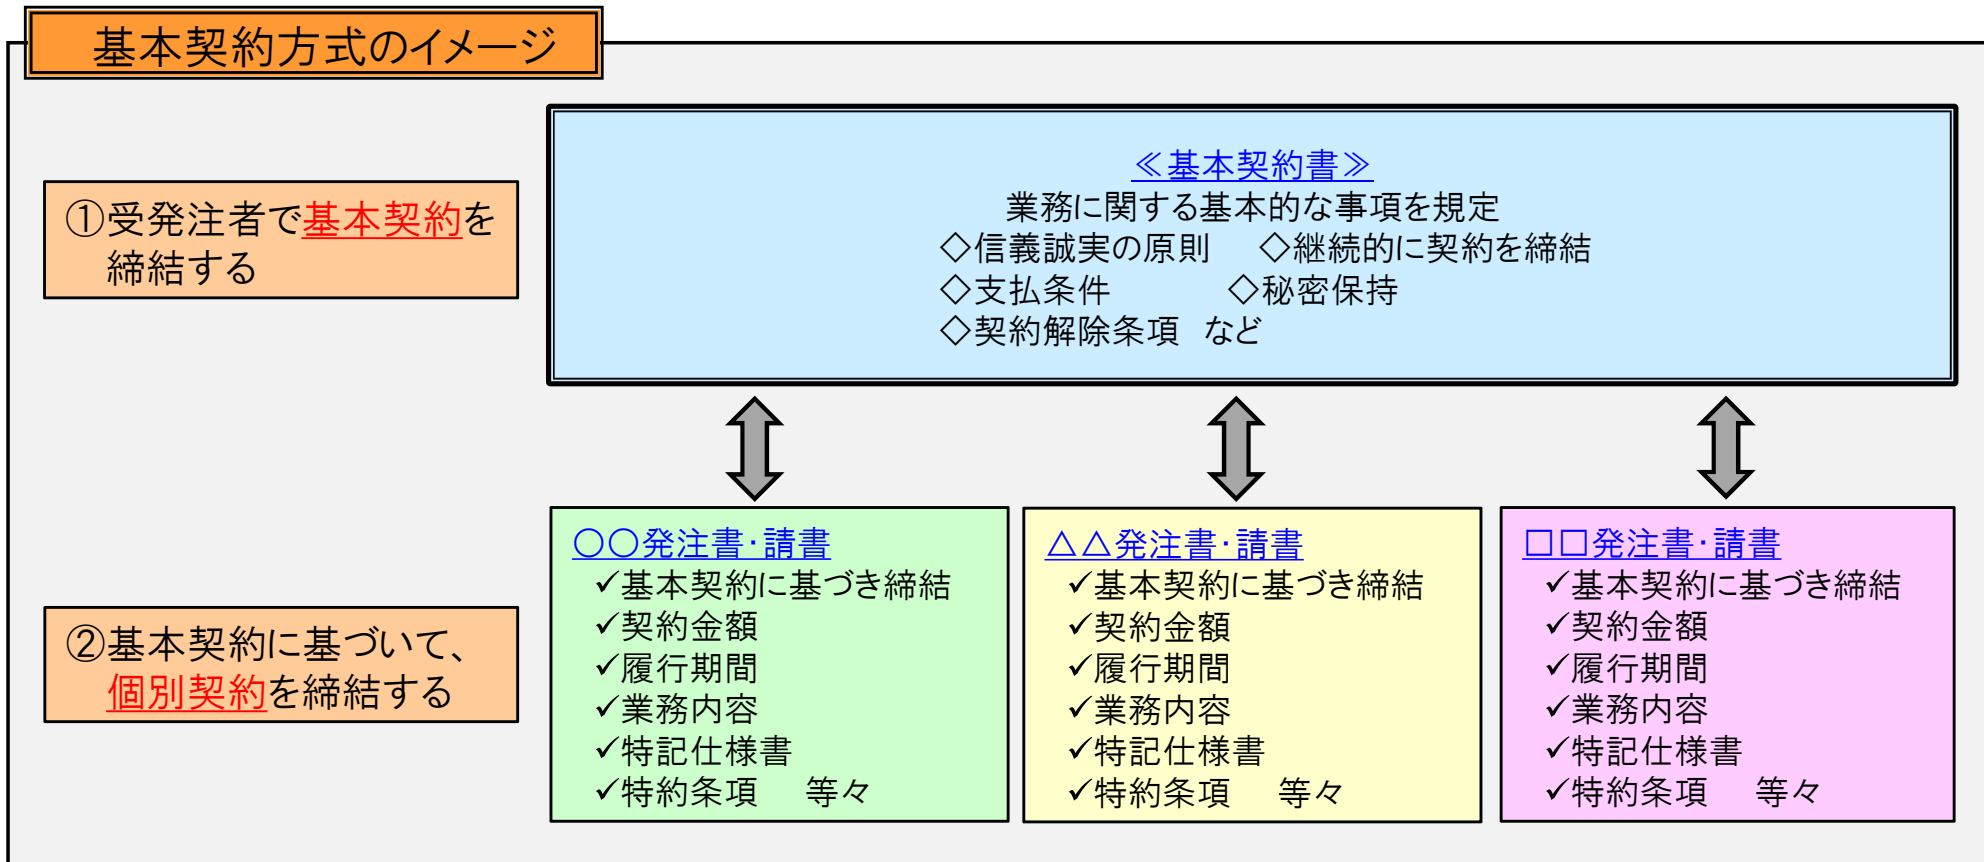 基本契約方式のイメージ
①受発注者で基本契約を
締結する
≪基本契約書≫
業務に関する基本的な事項を規定
◇信義誠実の原則　◇継続的に契約を締結
◇支払条件　　　◇秘密保持
◇契約解除条項　など
②基本契約に基づいて、
個別契約を締結する
〇〇発注書・請書
✓基本契約に基づき締結
✓契約金額
✓履行期間
✓業務内容
✓特記仕様書
✓特約条項　等々
△△発注書・請書
✓基本契約に基づき締結
✓契約金額
✓履行期間
✓業務内容
✓特記仕様書
✓特約条項　等々
□□発注書・請書
✓基本契約に基づき締結
✓契約金額
✓履行期間
✓業務内容
✓特記仕様書
✓特約条項　等々